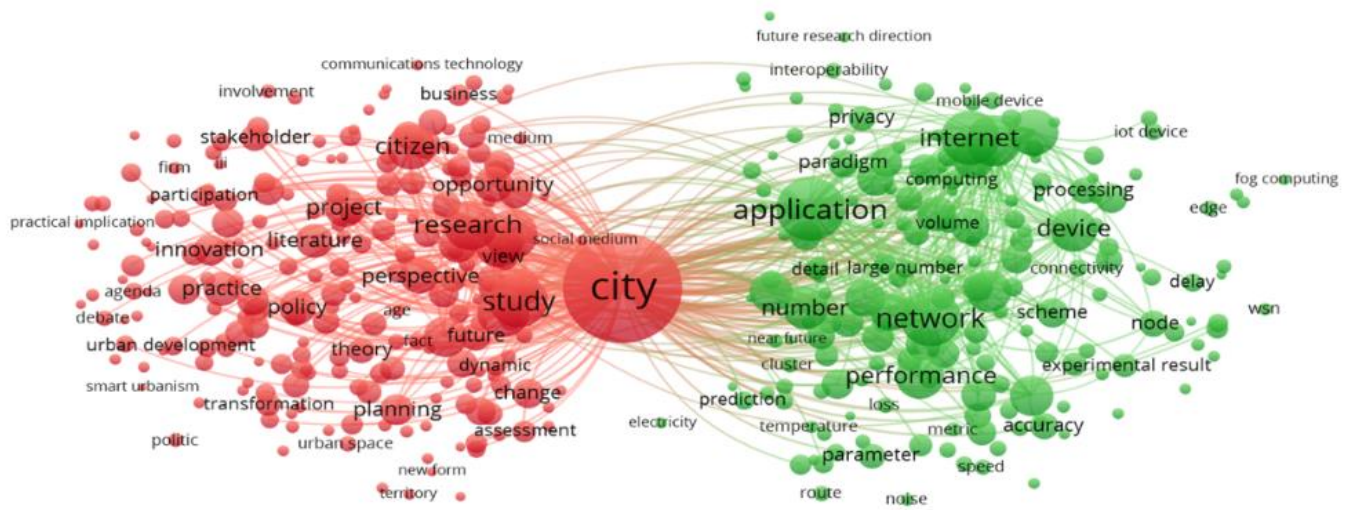 future research direction
communications technology
interoperability
involvement
business
mobile device
privacy
stakeholder
citizen
medium
internet
iot device
firm
paradigm
computing
participation
opportunity
processing
fog computing
project
application
edge
practical implication
research
volume
device
innovation
literature
social medium
view
perspective
detail
large number
connectivity
city
delay
agenda
practice
study
policy
number
network
scheme
wsn
debate
age
node
urban development
theory
fact
future
near future
dynamic
cluster
experimental result
smart urbanism
performance
transformation
planning
change
prediction
loss
electricity
temperature
politic
urban space
assessment
metric
accuracy
parameter
new form
speed
territory
route
noise